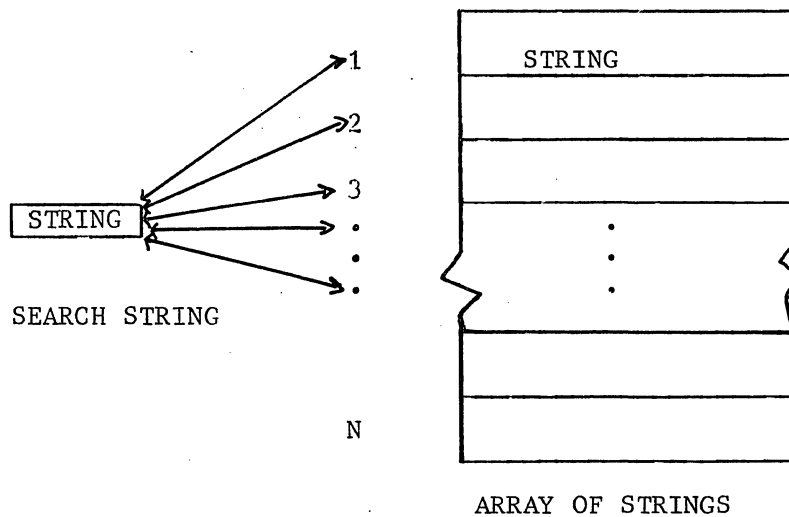 1
STRING
2
3
STRING
.
.
.
.
.
.
SEARCH STRING
N
ARRAY OF STRINGS